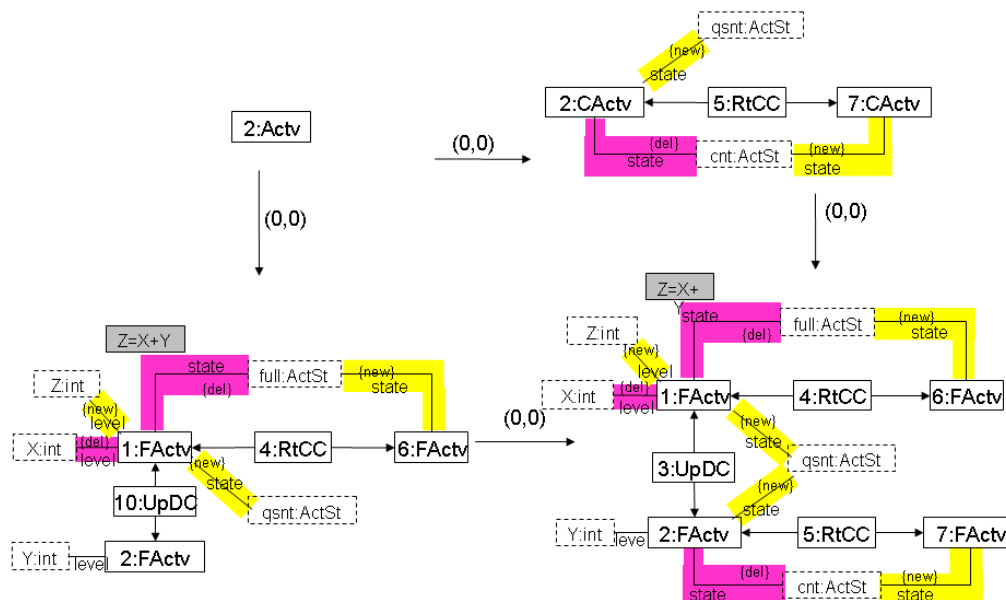 qsnt:ActSt
{new}
state
2:CActv
5:RtCC
7:CActv
{del}
state
cnt:ActSt
{new}
state
2:Actv
(0,0)
(0,0)
(0,0)
Z=X+Y
state
{del}
full:ActSt
{new}
state
Z:int
{new}
level
X:int
{del}
level
1:FActv
4:RtCC
6:FActv
{new}
state
qsnt:ActSt
10:UpDC
Y:int
level
2:FActv
(0,0)
Z=X+
Y
state
{del}
full:ActSt
{new}
state
Z:int
{new}
level
X:int
{del}
level
1:FActv
4:RtCC
6:FActv
{new}
state
qsnt:ActSt
3:UpDC
{new}
state
Y:int
leve
2:FActv
5:RtCC
7:FActv
{del}
state
cnt:ActSt
{new}
state